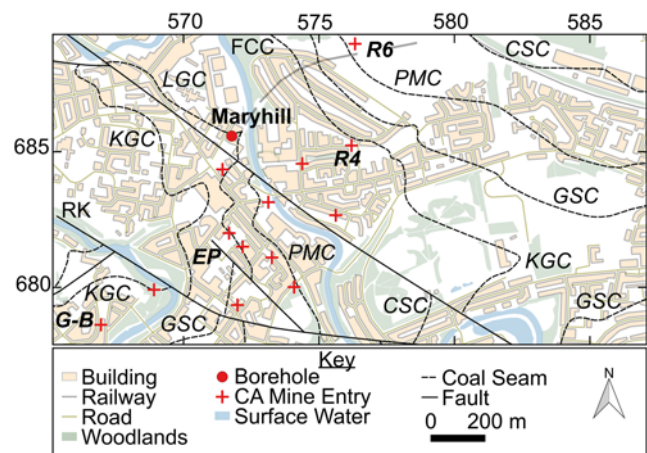 570 575 580 585
FCC R6 CSC
LGC PMC
Maryhill
685 KGC R4
GSC
RK
EP PMC
680 KGC KGC
G-B GSC CSC GSC
Key
Building Borehole Coal Seam N
Railway CA Mine Entry Fault
Road Surface Water 0 200 m
Woodlands